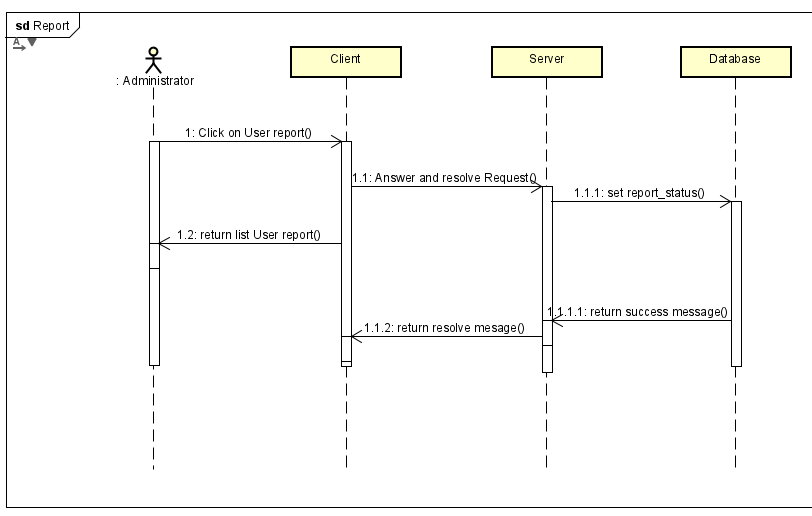 sd Report
A
: Administrator
Client
Server
Database
1: Click on User report()
1.1: Answer and resolve Request()
1.1.1: set report_status()
1.2: return list User report()
1.1.1.1: return success message()
1.1.2: return resolve mesage()